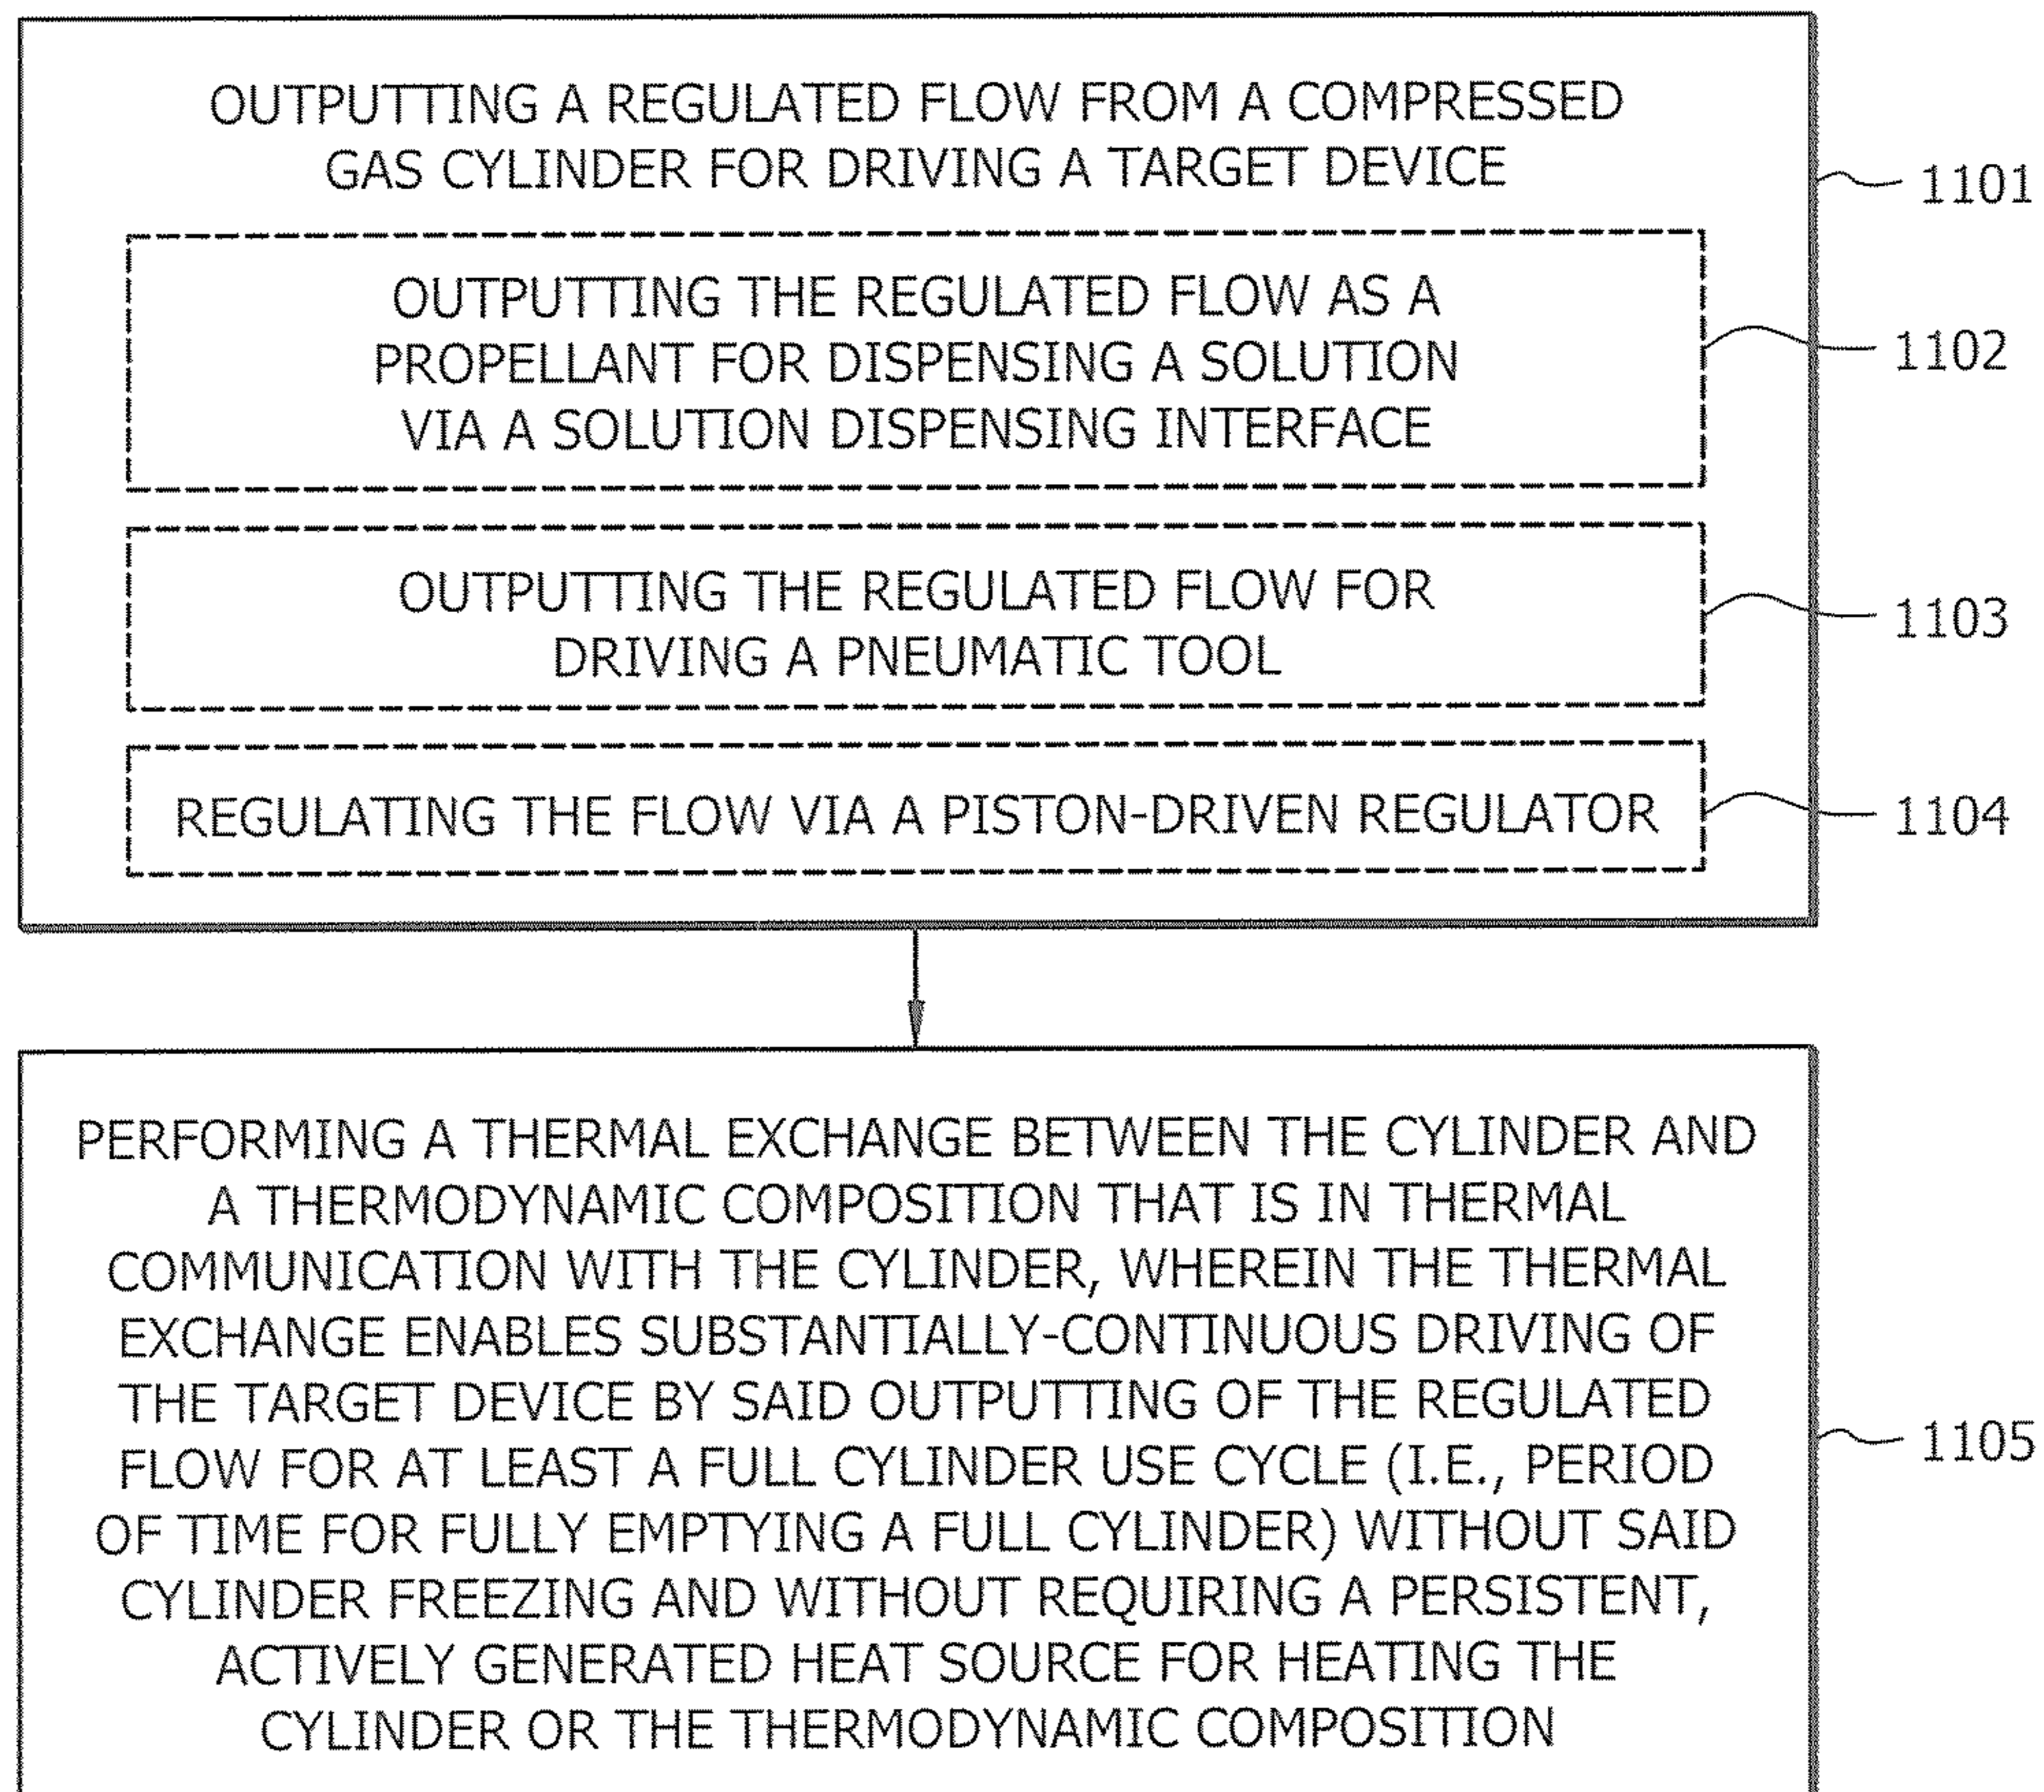 OUTPUTTING A REGULATED FLOW FROM A COMPRESSED
GAS CYLINDER FOR DRIVING A TARGET DEVICE
1101
OUTPUTTING THE REGULATED FLOW AS A
PROPELLANT FOR DISPENSING A SOLUTION
VIA A SOLUTION DISPENSING INTERFACE
1102
OUTPUTTING THE REGULATED FLOW FOR
DRIVING A PNEUMATIC TOOL
1103
REGULATING THE FLOW VIA A PISTON-DRIVEN REGULATOR
1104
PERFORMING A THERMAL EXCHANGE BETWEEN THE CYLINDER AND
A THERMODYNAMIC COMPOSITION THAT IS IN THERMAL
COMMUNICATION WITH THE CYLINDER, WHEREIN THE THERMAL
EXCHANGE ENABLES SUBSTANTIALLY-CONTINUOUS DRIVING OF
THE TARGET DEVICE BY SAID OUTPUTTING OF THE REGULATED
FLOW FOR AT LEAST A FULL CYLINDER USE CYCLE (I.E., PERIOD
OF TIME FOR FULLY EMPTYING A FULL CYLINDER) WITHOUT SAID
CYLINDER FREEZING AND WITHOUT REQUIRING A PERSISTENT,
ACTIVELY GENERATED HEAT SOURCE FOR HEATING THE
CYLINDER OR THE THERMODYNAMIC COMPOSITION
1105